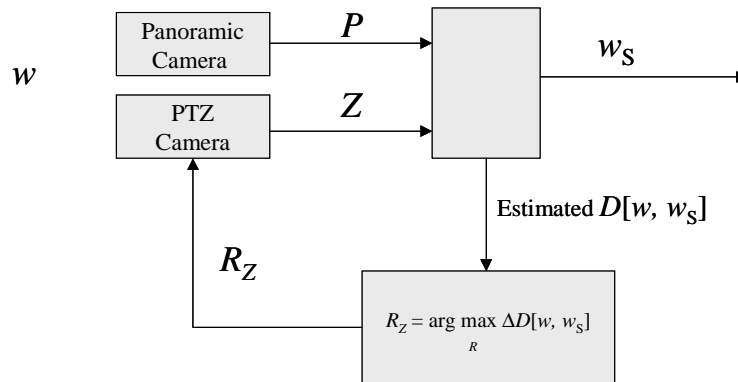 Panoramic
Camera
P
w
w_S
PTZ
Camera
Z
Estimated D[w, w_S]
R_Z
R_Z = arg max ΔD[w, w_S]
R